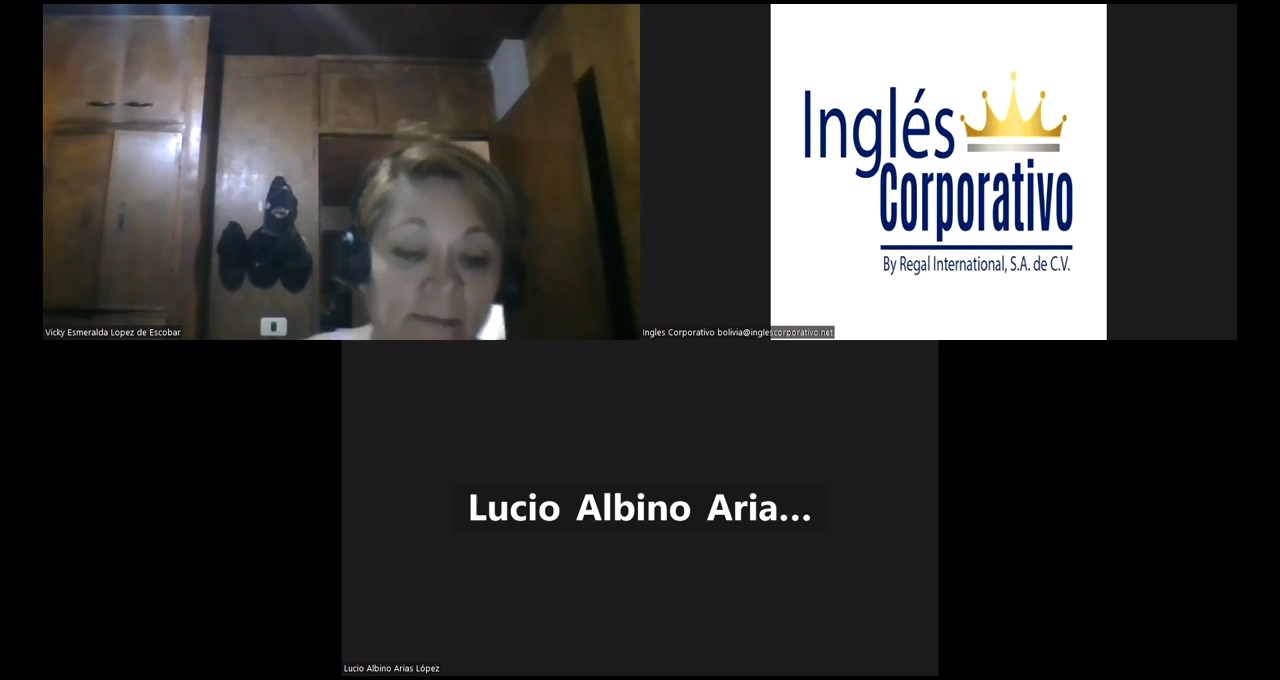 Inglés
Corporativo
By Regal International, S.A. de C.V.
Vicky Esmeralda Lopez de Escobar
Ingles Corporativo bolivia@inglescorporativo.net
Lucio Albino Aria...
Lucio Albino Arias López